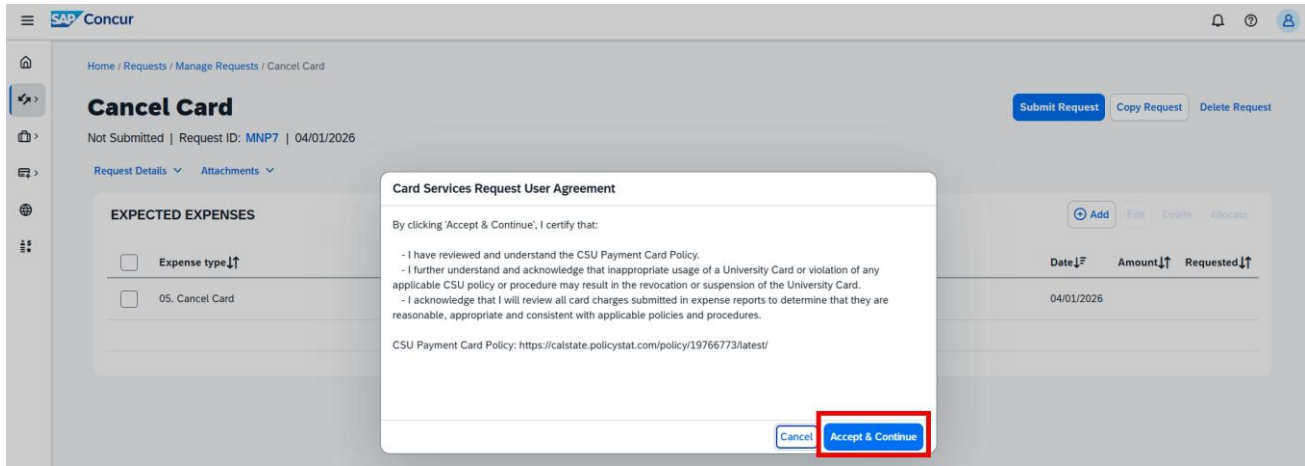 SAP Concur
Home / Requests / Manage Requests / Cancel Card
Cancel Card
Submit Request Copy Request Delete Request
Not Submitted | Request ID: MNP7 | 04/01/2026
Request Details Attachments
Card Services Request User Agreement
EXPECTED EXPENSES
Add Edit Delete Allocate
By clicking 'Accept & Continue', I certify that:
- I have reviewed and understand the CSU Payment Card Policy.
- I further understand and acknowledge that inappropriate usage of a University Card or violation of any
applicable CSU policy or procedure may result in the revocation or suspension of the University Card.
- I acknowledge that I will review all card charges submitted in expense reports to determine that they are
reasonable, appropriate and consistent with applicable policies and procedures.
CSU Payment Card Policy: https://calstate.policystat.com/policy/19766773/latest/
Cancel Accept & Continue
Expense type Date Amount Requested
05. Cancel Card 04/01/2026